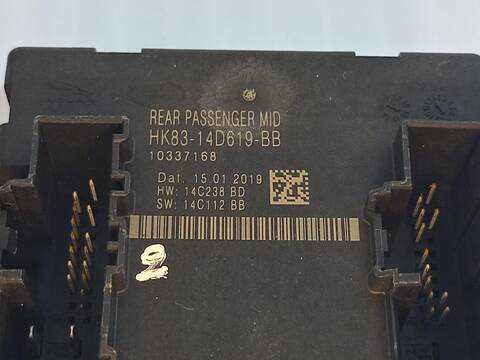 REAR PASSENGER MID
HK83-14D619-BB
10337168
Dat. 15.01.2019
HW: 14C238 BD
SW: 14C112 BB
2